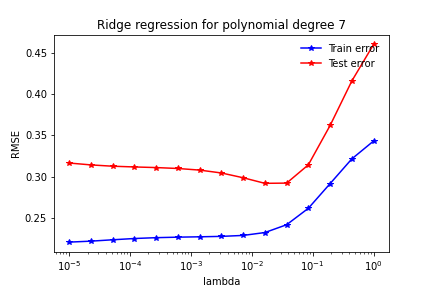 Ridge regression for polynomial degree 7
Train error
Test error
0.45
0.40
0.35
0.30
0.25
RMSE
10⁻⁵
10⁻⁴
10⁻³
10⁻²
10⁻¹
10⁰
lambda